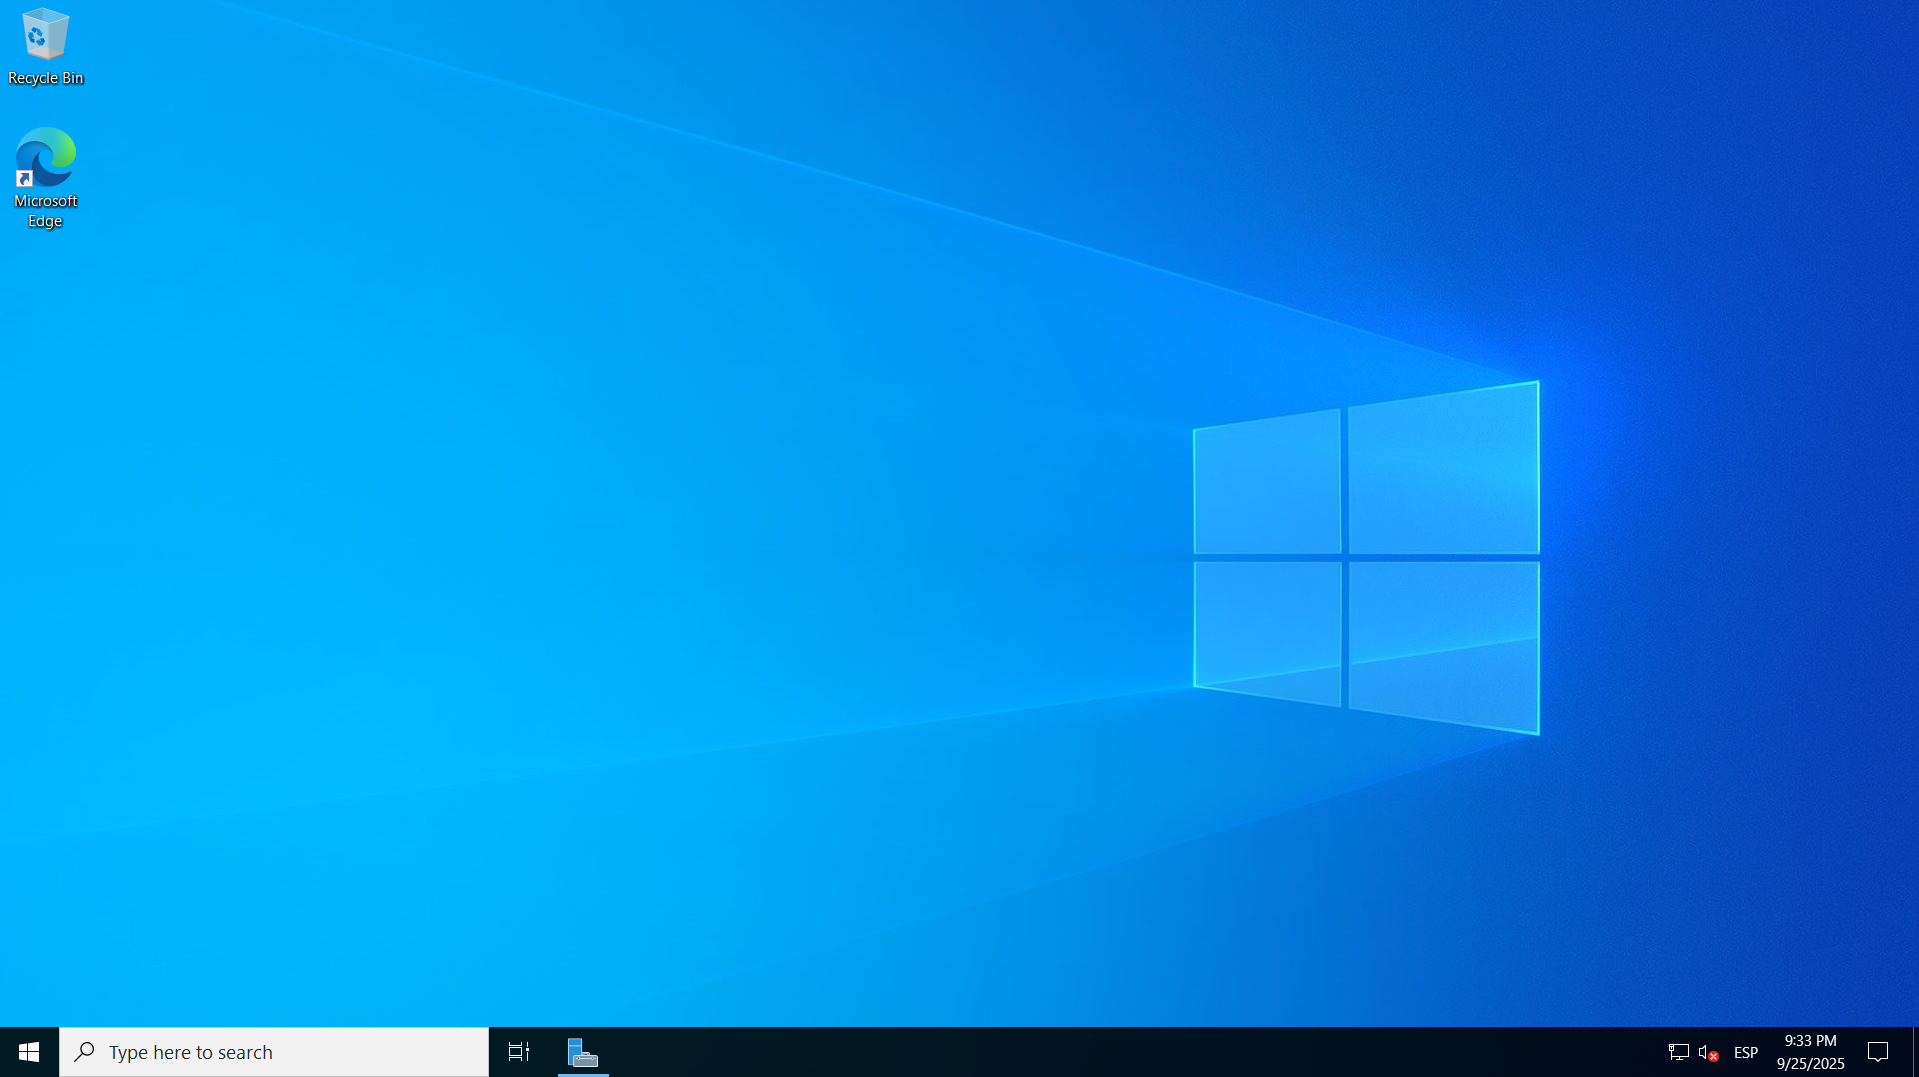 Recycle Bin
Microsoft
Edge
Type here to search
ESP
9:33 PM
9/25/2025